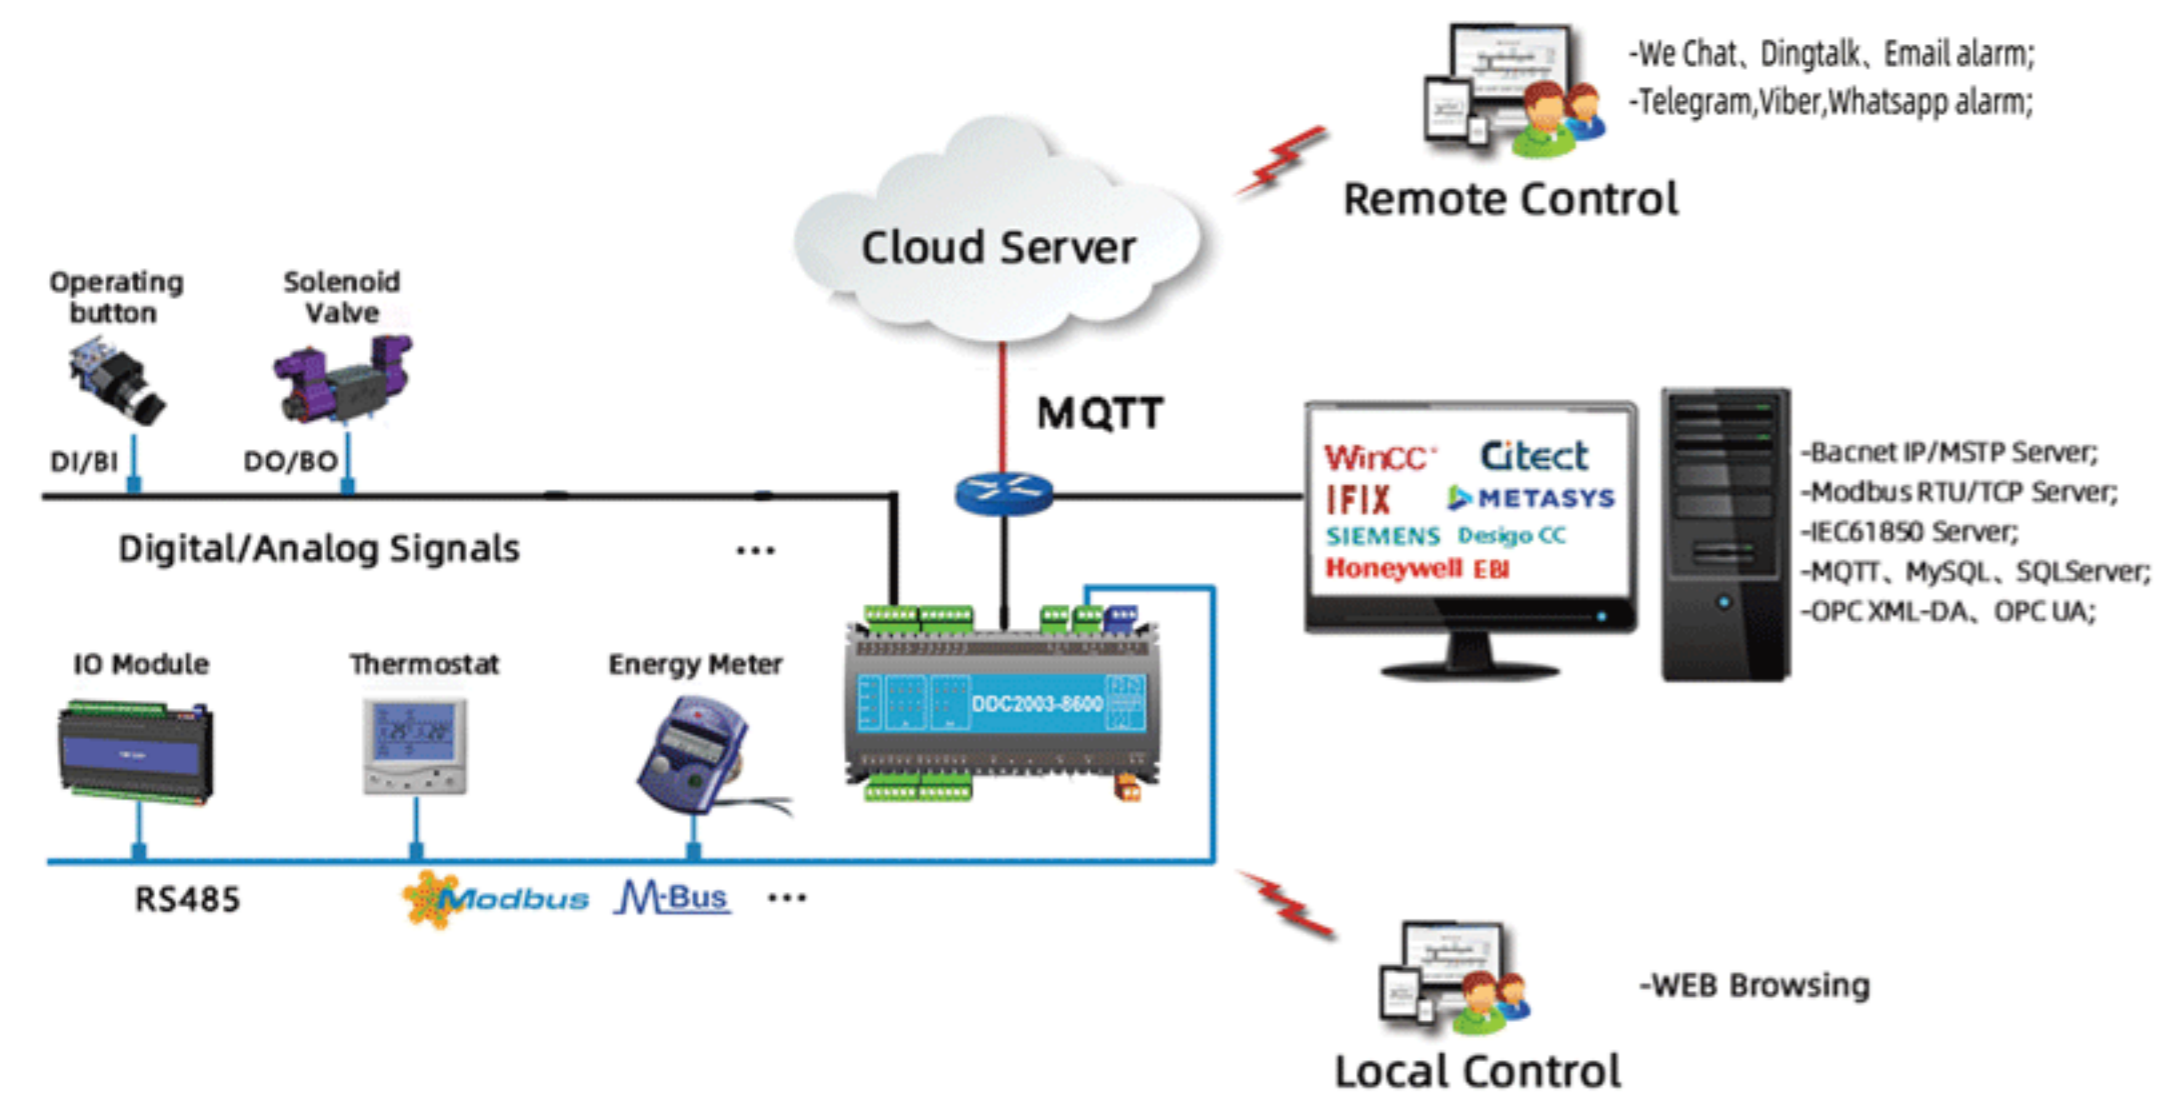 -We Chat、Dingtalk、Email alarm;
-Telegram,Viber,Whatsapp alarm;
Remote Control
Cloud Server
Operating
button
Solenoid
Valve
DI/BI
DO/BO
MQTT
Digital/Analog Signals
...
WinCC
Citect
IFIX
METASYS
SIEMENS Desigo CC
Honeywell EBI
-Bacnet IP/MSTP Server;
-Modbus RTU/TCP Server;
-IEC61850 Server;
-MQTT、MySQL、SQLServer;
-OPC XML-DA、OPC UA;
IO Module
Thermostat
Energy Meter
DDC2003-8600
RS485
Modbus
M-Bus
...
-WEB Browsing
Local Control